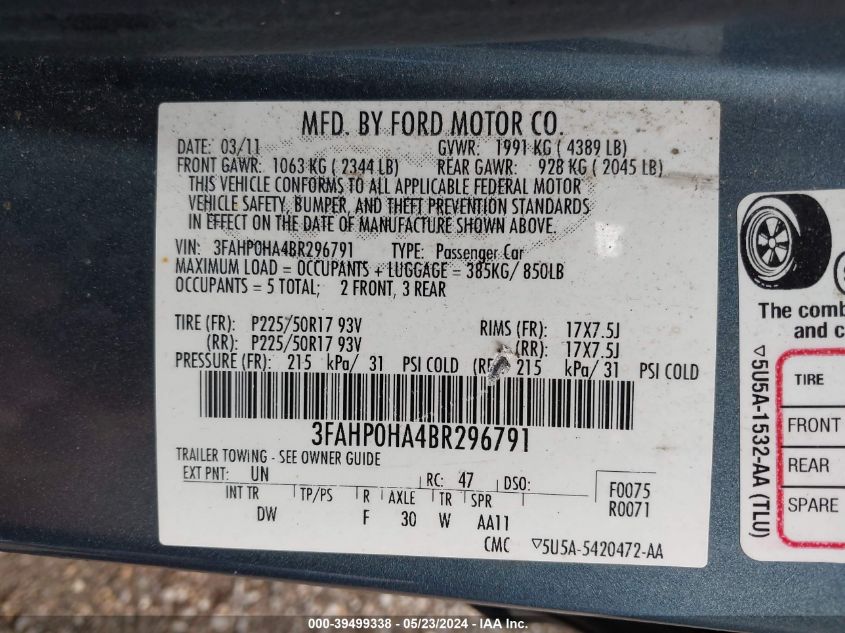 MFD. BY FORD MOTOR CO.
DATE: 03/11 GVWR: 1991 KG ( 4389 LB)
FRONT GAWR: 1063 KG ( 2344 LB) REAR GAWR: 928 KG ( 2045 LB)
THIS VEHICLE CONFORMS TO ALL APPLICABLE FEDERAL MOTOR
VEHICLE SAFETY, BUMPER, AND THEFT PREVENTION STANDARDS
IN EFFECT ON THE DATE OF MANUFACTURE SHOWN ABOVE.
VIN: 3FAHP0HA4BR296791 TYPE: Passenger Car
MAXIMUM LOAD = OCCUPANTS + LUGGAGE = 385KG/ 850LB
OCCUPANTS = 5 TOTAL; 2 FRONT, 3 REAR
TIRE (FR): P225/50R17 93V RIMS (FR): 17X7.5J
(RR): P225/50R17 93V (RR): 17X7.5J
PRESSURE (FR): 215 kPa/ 31 PSI COLD 215 kPa/ 31 PSI COLD
3FAHP0HA4BR296791
TRAILER TOWING - SEE OWNER GUIDE
EXT PNT: UN RC: 47 DSO: F0075
R0071
INT TR TP/PS R AXLE TR SPR
DW F 30 W AA11
CMC ▽5U5A-5420472-AA
The comb
and c
▽5U5A-1532-AA (TLU)
TIRE
FRONT
REAR
SPARE
000-39499338 - 05/23/2024 - IAA Inc.